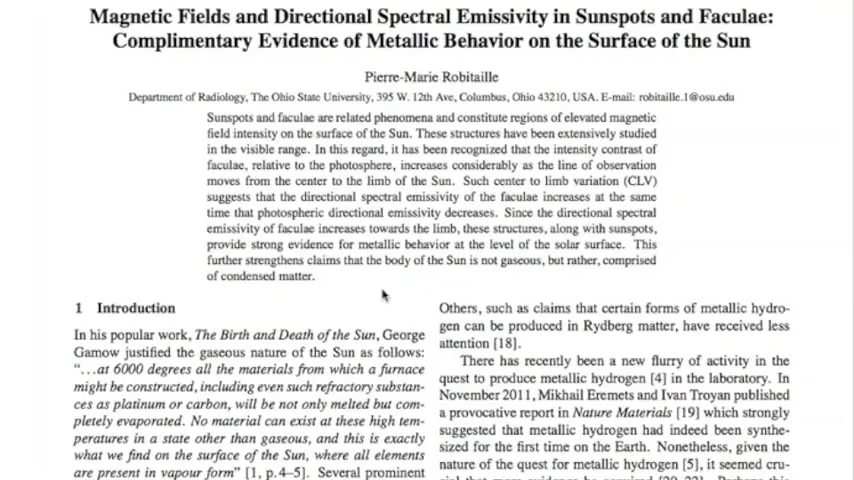 Magnetic Fields and Directional Spectral Emissivity in Sunspots and Faculae:
Complimentary Evidence of Metallic Behavior on the Surface of the Sun
Pierre-Marie Robitaille
Department of Radiology, The Ohio State University, 395 W. 12th Ave, Columbus, Ohio 43210, USA. E-mail: robitaille.1@osu.edu
Sunspots and faculae are related phenomena and constitute regions of elevated magnetic
field intensity on the surface of the Sun. These structures have been extensively studied
in the visible range. In this regard, it has been recognized that the intensity contrast of
faculae, relative to the photosphere, increases considerably as the line of observation
moves from the center to the limb of the Sun. Such center to limb variation (CLV)
suggests that the directional spectral emissivity of the faculae increases at the same
time that photospheric directional emissivity decreases. Since the directional spectral
emissivity of faculae increases towards the limb, these structures, along with sunspots,
provide strong evidence for metallic behavior at the level of the solar surface. This
further strengthens claims that the body of the Sun is not gaseous, but rather, comprised
of condensed matter.
1 Introduction
In his popular work, The Birth and Death of the Sun, George
Gamow justified the gaseous nature of the Sun as follows:
“...at 6000 degrees all the materials from which a furnace
might be constructed, including even such refractory substan-
ces as platinum or carbon, will be not only melted but com-
pletely evaporated. No material can exist at these high tem-
peratures in a state other than gaseous, and this is exactly
what we find on the surface of the Sun, where all elements
are present in vapour form” [1, p.4–5]. Several prominent
Others, such as claims that certain forms of metallic hydro-
gen can be produced in Rydberg matter, have received less
attention [18].
There has recently been a new flurry of activity in the
quest to produce metallic hydrogen [4] in the laboratory. In
November 2011, Mikhail Eremets and Ivan Troyan published
a provocative report in Nature Materials [19] which strongly
suggested that metallic hydrogen had indeed been synthe-
sized for the first time on the Earth. Nonetheless, given the
nature of the quest for metallic hydrogen [5], it seemed cru-